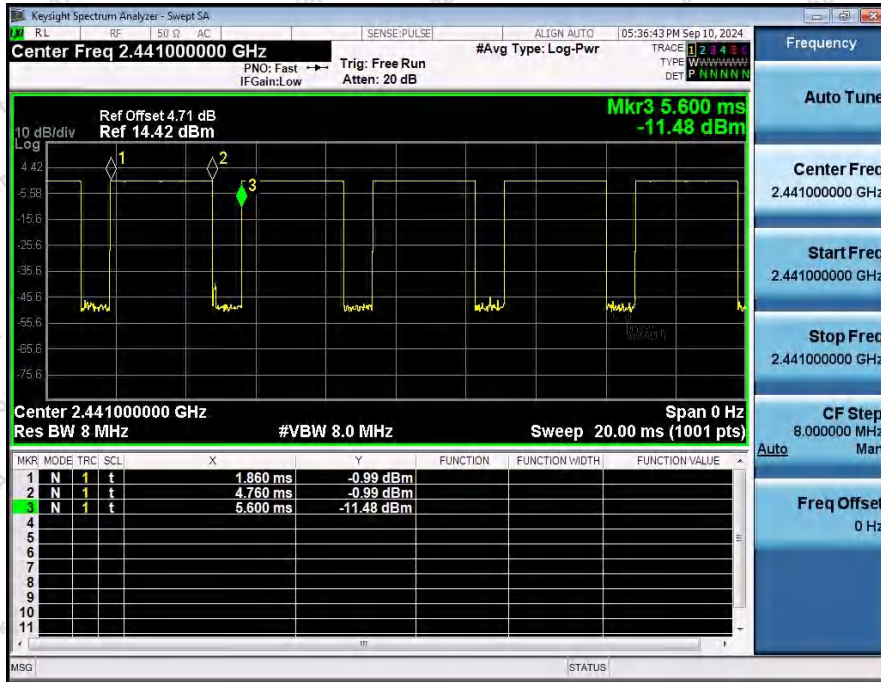 Keysight Spectrum Analyzer - Swept SA
RL RF 50 Ω AC SENSE:PULSE ALIGN AUTO 05:36:43 PM Sep 10, 2024
Center Freq 2.441000000 GHz
PNO: Fast
IFGain:Low
Trig: Free Run
Atten: 20 dB
#Avg Type: Log-Pwr
TRACE 1 2 3 4 5 6
TYPE WWWWWW
DET P N N N N N
Ref Offset 4.71 dB
10 dB/div Ref 14.42 dBm
Log
Mkr3 5.600 ms
-11.48 dBm
1
2
3
4.42
-5.58
-15.6
-25.6
-35.6
-45.6
-55.6
-65.6
-75.6
Center 2.441000000 GHz Span 0 Hz
Res BW 8 MHz #VBW 8.0 MHz Sweep 20.00 ms (1001 pts)
MKR MODE TRC SCL X Y FUNCTION FUNCTION WIDTH FUNCTION VALUE
1 N 1 t 1.860 ms -0.99 dBm
2 N 1 t 4.760 ms -0.99 dBm
3 N 1 t 5.600 ms -11.48 dBm
4
5
6
7
8
9
10
11
MSG STATUS
Frequency
Auto Tune
Center Freq
2.441000000 GHz
Start Freq
2.441000000 GHz
Stop Freq
2.441000000 GHz
CF Step
8.000000 MHz
Auto Man
Freq Offset
0 Hz